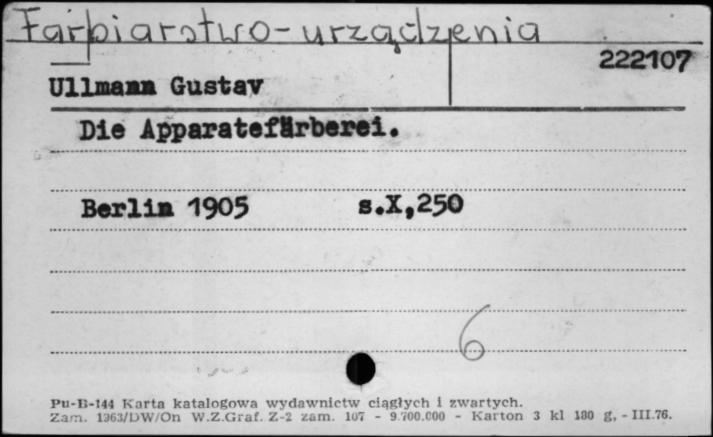 Farbiarstwo - urządzenia
222107
Ullmann Gustav
Die Apparatefärberei.
Berlin 1905 s.X,250
6
Pu-B-144 Karta katalogowa wydawnictw ciągłych i zwartych.
Zam. 1363/DW/On W.Z.Graf. Z-2 zam. 107 - 9.700.000 - Karton 3 kl 180 g, - III.76.